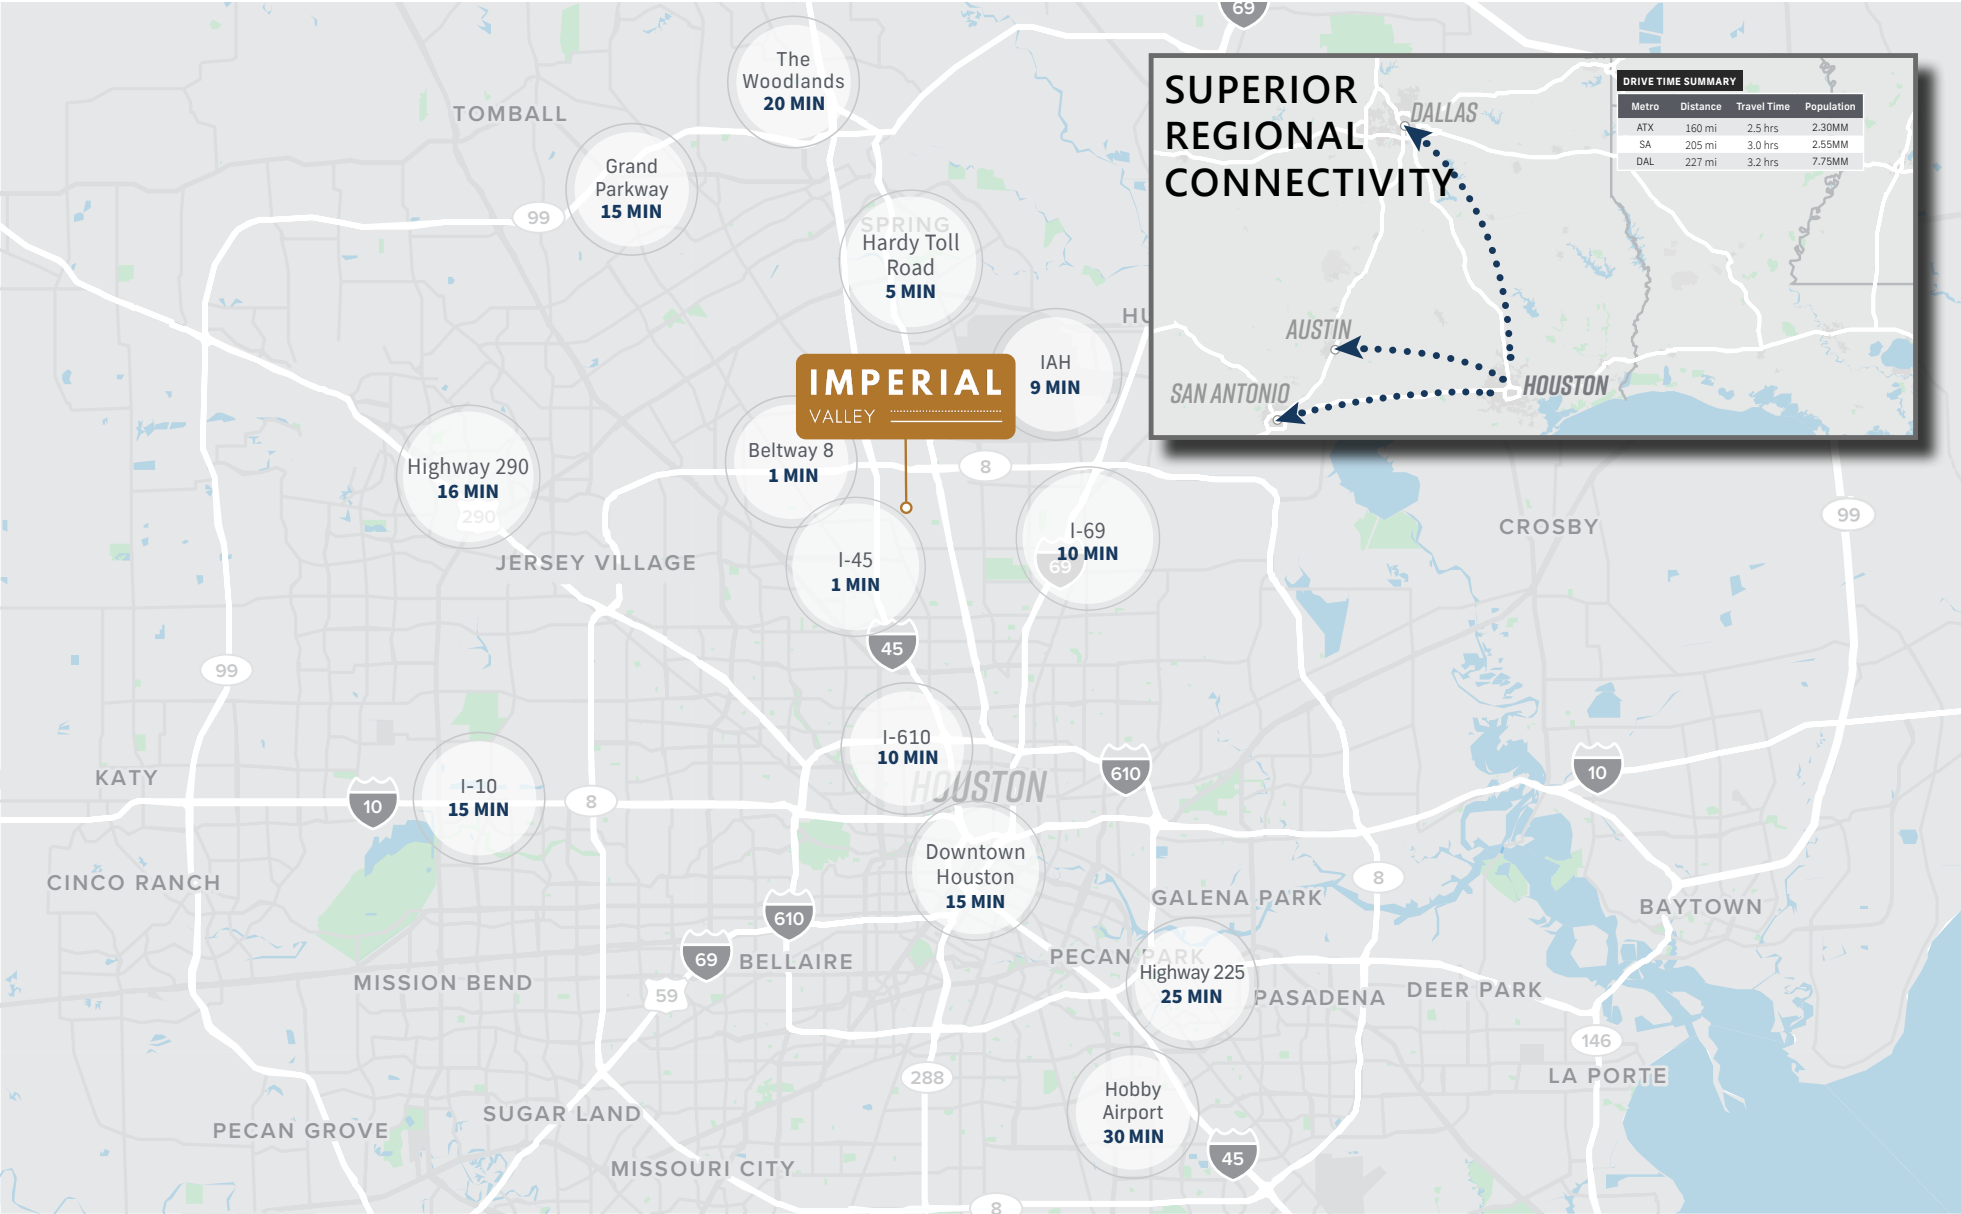 69
The
Woodlands
20 MIN
TOMBALL
Grand
Parkway
15 MIN
99
SPRING
Hardy Toll
Road
5 MIN
HU
IAH
9 MIN
IMPERIAL
VALLEY
Beltway 8
1 MIN
8
Highway 290
16 MIN
290
JERSEY VILLAGE
I-45
1 MIN
45
I-69
10 MIN
69
CROSBY
99
99
I-610
10 MIN
HOUSTON
610
10
KATY
10
I-10
15 MIN
8
Downtown
Houston
15 MIN
CINCO RANCH
8
GALENA PARK
BAYTOWN
610
69
BELLAIRE
59
MISSION BEND
PECAN PARK
Highway 225
25 MIN
PASADENA
DEER PARK
146
LA PORTE
288
Hobby
Airport
30 MIN
45
SUGAR LAND
PECAN GROVE
MISSOURI CITY
8
SUPERIOR
REGIONAL
CONNECTIVITY
DALLAS
AUSTIN
SAN ANTONIO
HOUSTON
DRIVE TIME SUMMARY
Metro Distance Travel Time Population
ATX 160 mi 2.5 hrs 2.30MM
SA 205 mi 3.0 hrs 2.55MM
DAL 227 mi 3.2 hrs 7.75MM